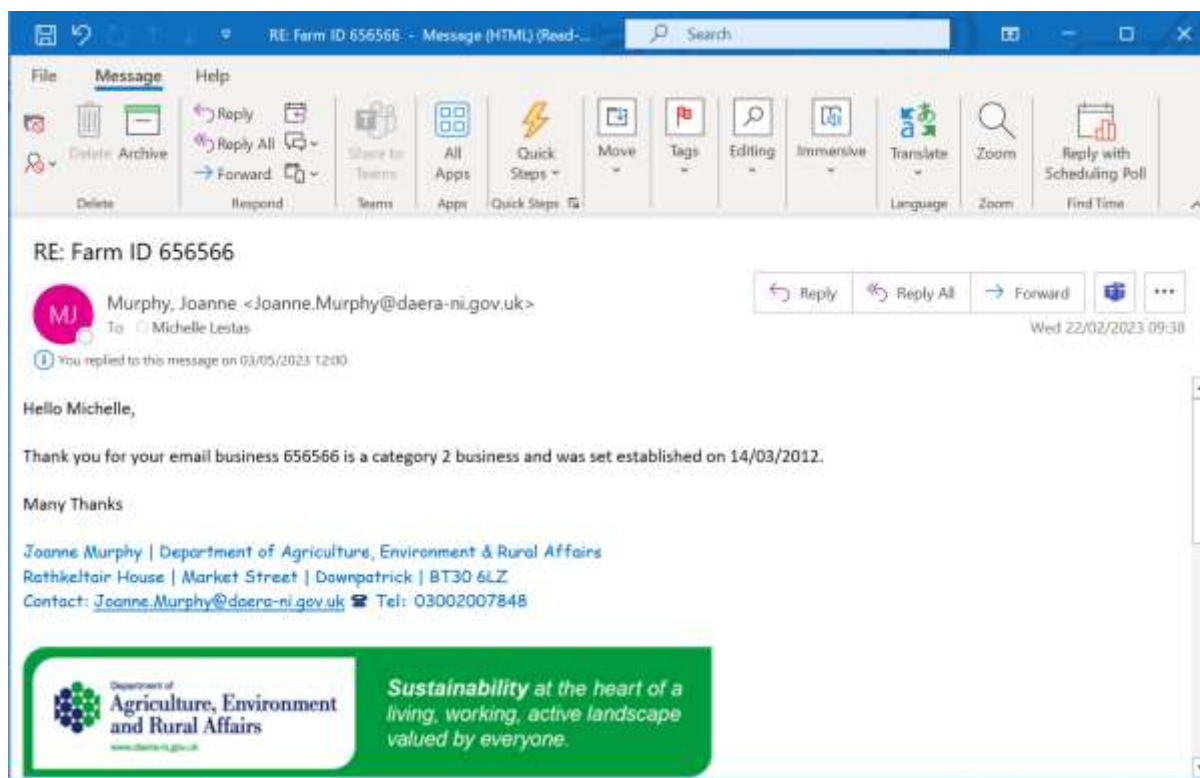 RE: Farm ID 656566 - Message (HTML) (Read-...
Search
File Message Help
Delete Archive
Reply
Reply All
Forward
Share to Teams
All Apps
Quick Steps
Move
Tags
Editing
Immersive
Translate
Zoom
Reply with Scheduling Poll
Delete Respond Teams Apps Quick Steps Language Zoom Find Time
RE: Farm ID 656566
MJ
Murphy, Joanne <Joanne.Murphy@daera-ni.gov.uk>
To Michelle Lestas
Reply Reply All Forward
Wed 22/02/2023 09:38
You replied to this message on 03/05/2023 12:00.
Hello Michelle,
Thank you for your email business 656566 is a category 2 business and was set established on 14/03/2012.
Many Thanks
Joanne Murphy | Department of Agriculture, Environment & Rural Affairs
Rathkeltair House | Market Street | Downpatrick | BT30 6LZ
Contact: Joanne.Murphy@daera-ni.gov.uk ☎ Tel: 03002007848
Department of
Agriculture, Environment
and Rural Affairs
www.daera-ni.gov.uk
Sustainability at the heart of a
living, working, active landscape
valued by everyone.